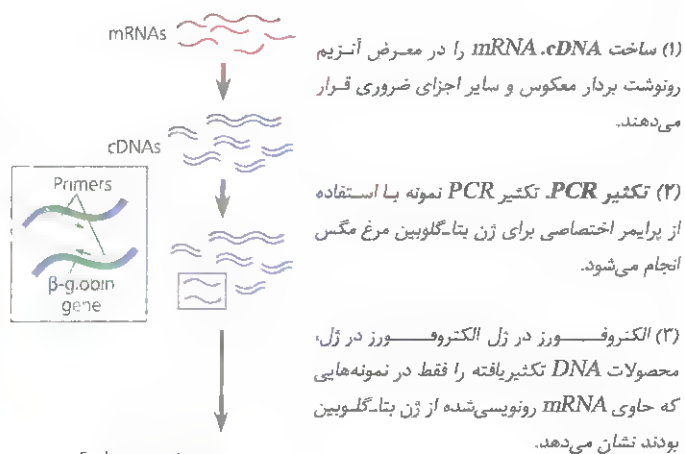 mRNAs
cDNAs
Primers
β-globin
gene
(۱) ساخت cDNA. mRNA را در معرض آنزیم
رونوشت بردار معکوس و سایر اجزای ضروری قرار
می‌دهند.
(۲) تکثیر PCR. تکثیر PCR نمونه با استفاده
از پرایمر اختصاصی برای ژن بتا-گلوبین مرغ مگس
انجام می‌شود.
(۳) الکتروفورز در ژل الکتروفورز در ژل،
محصولات DNA تکثیریافته را فقط در نمونه‌هایی
که حاوی mRNA رونویسی‌شده از ژن بتا-گلوبین
بودند نشان می‌دهد.